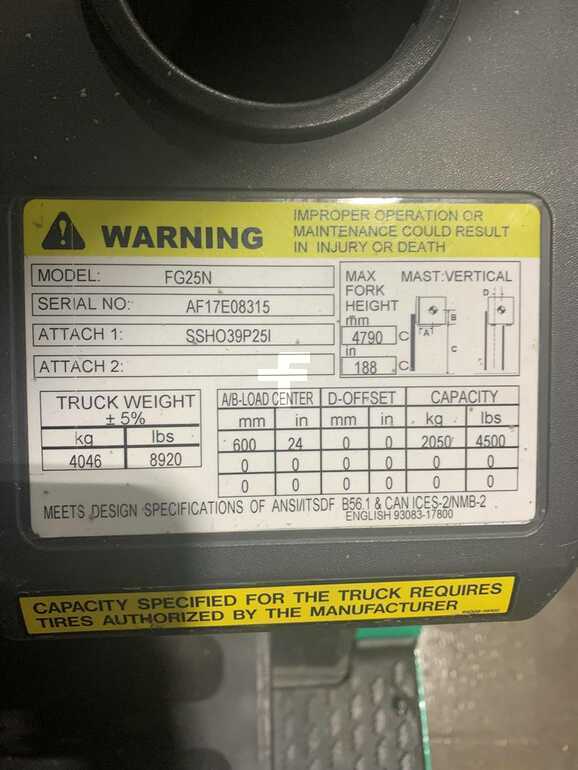 WARNING
IMPROPER OPERATION OR
MAINTENANCE COULD RESULT
IN INJURY OR DEATH
MODEL: FG25N
SERIAL NO: AF17E08315
ATTACH 1: SSHO39P25I
ATTACH 2:
MAX FORK HEIGHT
MAST:VERTICAL
mm
4790 C
in
188 C
D
B
A
C
TRUCK WEIGHT
± 5%
kg lbs
4046 8920
A/B-LOAD CENTER D-OFFSET CAPACITY
mm in mm in kg lbs
600 24 0 0 2050 4500
0 0 0 0 0 0
0 0 0 0 0 0
MEETS DESIGN SPECIFICATIONS OF ANSI/ITSDF B56.1 & CAN ICES-2/NMB-2
ENGLISH 93083-17800
CAPACITY SPECIFIED FOR THE TRUCK REQUIRES
TIRES AUTHORIZED BY THE MANUFACTURER